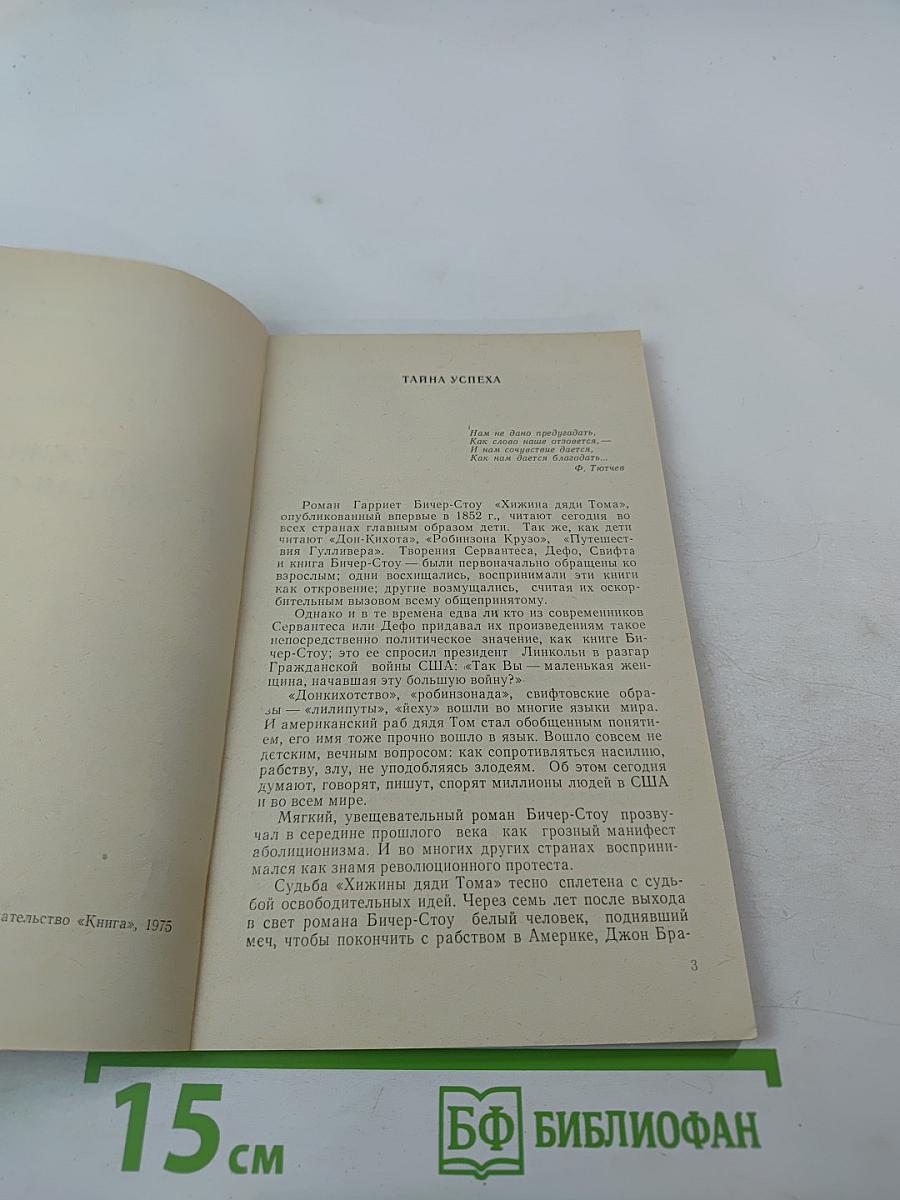 ательство «Книга», 1975
ТАЙНА УСПЕХА
Нам не дано предугадать,
Как слово наше отзовется,—
И нам сочувствие дается,
Как нам дается благодать...
Ф. Тютчев
Роман Гарриет Бичер-Стоу «Хижина дяди Тома»,
опубликованный впервые в 1852 г., читают сегодня во
всех странах главным образом дети. Так же, как дети
читают «Дон-Кихота», «Робинзона Крузо», «Путешест-
вия Гулливера». Творения Сервантеса, Дефо, Свифта
и книга Бичер-Стоу — были первоначально обращены ко
взрослым; одни восхищались, воспринимали эти книги
как откровение; другие возмущались, считая их оскор-
бительным вызовом всему общепринятому.
Однако и в те времена едва ли кто из современников
Сервантеса или Дефо придавал их произведениям такое
непосредственно политическое значение, как книге Би-
чер-Стоу; это ее спросил президент Линкольн в разгар
Гражданской войны США: «Так Вы — маленькая жен-
щина, начавшая эту большую войну?»
«Донкихотство», «робинзонада», свифтовские обра-
зы — «лилипуты», «йеху» вошли во многие языки мира.
И американский раб дядя Том стал обобщенным поняти-
ем, его имя тоже прочно вошло в язык. Вошло совсем не
детским, вечным вопросом: как сопротивляться насилию,
рабству, злу, не уподобляясь злодеям. Об этом сегодня
думают, говорят, пишут, спорят миллионы людей в США
и во всем мире.
Мягкий, увещевательный роман Бичер-Стоу прозву-
чал в середине прошлого века как грозный манифест
аболиционизма. И во многих других странах восприни-
мался как знамя революционного протеста.
Судьба «Хижины дяди Тома» тесно сплетена с судь-
бой освободительных идей. Через семь лет после выхода
в свет романа Бичер-Стоу белый человек, поднявший
меч, чтобы покончить с рабством в Америке, Джон Бра-
3
15 см
БФ БИБЛИОФАН